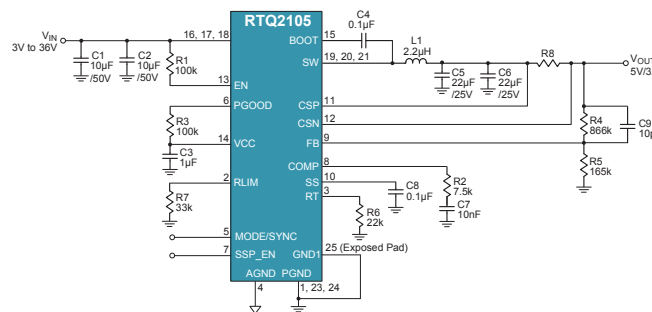 RTQ2105
VIN
3V to 36V
16, 17, 18
C1
10µF
/50V
C2
10µF
/50V
R1
100k
13
EN
6
PGOOD
R3
100k
14
VCC
C3
1µF
2
RLIM
R7
33k
5
MODE/SYNC
7
SSP_EN
AGND
4
PGND
1, 23, 24
BOOT
15
C4
0.1µF
SW
19, 20, 21
L1
2.2µH
C5
22µF
/25V
C6
22µF
/25V
R8
VOUT
5V/3
CSP
11
CSN
12
FB
9
R4
866k
C9
10p
R5
165k
COMP
8
R2
7.5k
C7
10nF
SS
10
C8
0.1µF
RT
3
R6
22k
GND1
25 (Exposed Pad)